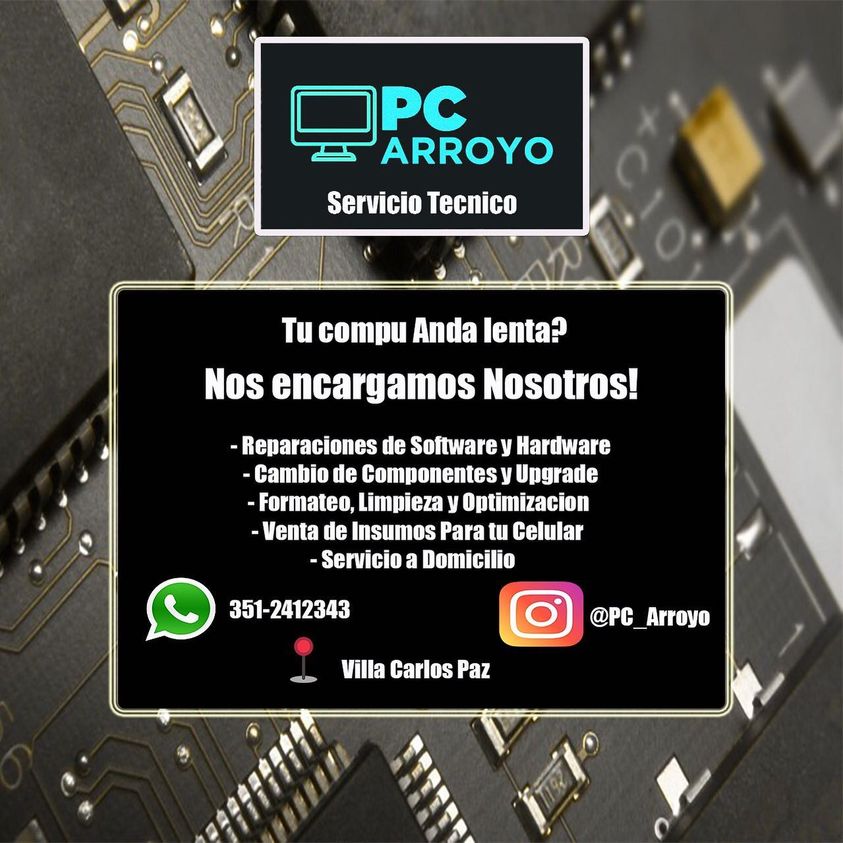 PC
ARROYO
Servicio Tecnico
Tu compu Anda lenta?
Nos encargamos Nosotros!
- Reparaciones de Software y Hardware
- Cambio de Componentes y Upgrade
- Formateo, Limpieza y Optimizacion
- Venta de Insumos Para tu Celular
- Servicio a Domicilio
351-2412343
@PC_Arroyo
Villa Carlos Paz